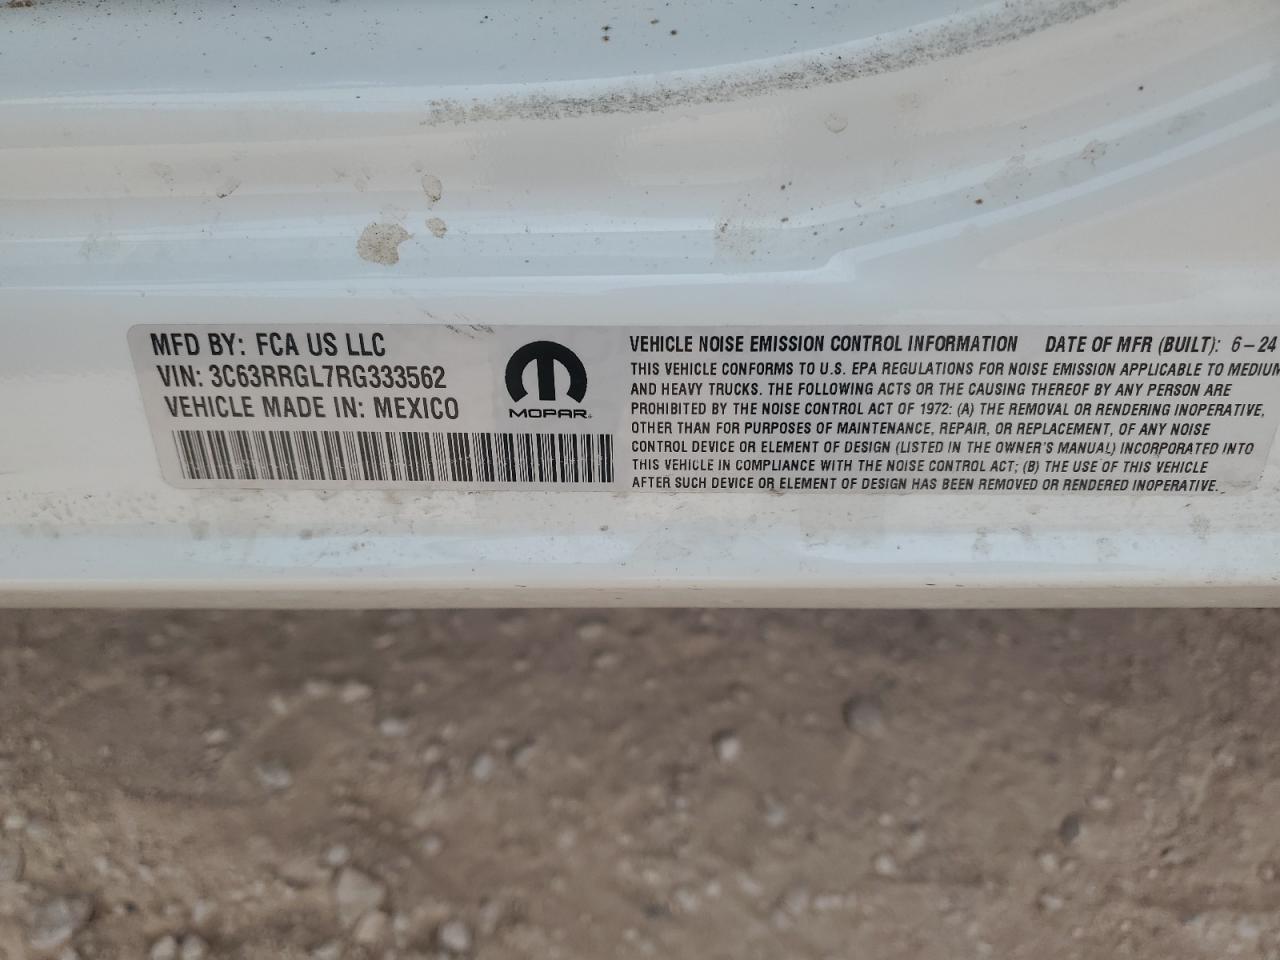 MFD BY: FCA US LLC
VIN: 3C63RRGL7RG333562
VEHICLE MADE IN: MEXICO
MOPAR
VEHICLE NOISE EMISSION CONTROL INFORMATION DATE OF MFR (BUILT): 6-24
THIS VEHICLE CONFORMS TO U.S. EPA REGULATIONS FOR NOISE EMISSION APPLICABLE TO MEDIUM
AND HEAVY TRUCKS. THE FOLLOWING ACTS OR THE CAUSING THEREOF BY ANY PERSON ARE
PROHIBITED BY THE NOISE CONTROL ACT OF 1972: (A) THE REMOVAL OR RENDERING INOPERATIVE,
OTHER THAN FOR PURPOSES OF MAINTENANCE, REPAIR, OR REPLACEMENT, OF ANY NOISE
CONTROL DEVICE OR ELEMENT OF DESIGN (LISTED IN THE OWNER'S MANUAL) INCORPORATED INTO
THIS VEHICLE IN COMPLIANCE WITH THE NOISE CONTROL ACT; (B) THE USE OF THIS VEHICLE
AFTER SUCH DEVICE OR ELEMENT OF DESIGN HAS BEEN REMOVED OR RENDERED INOPERATIVE.